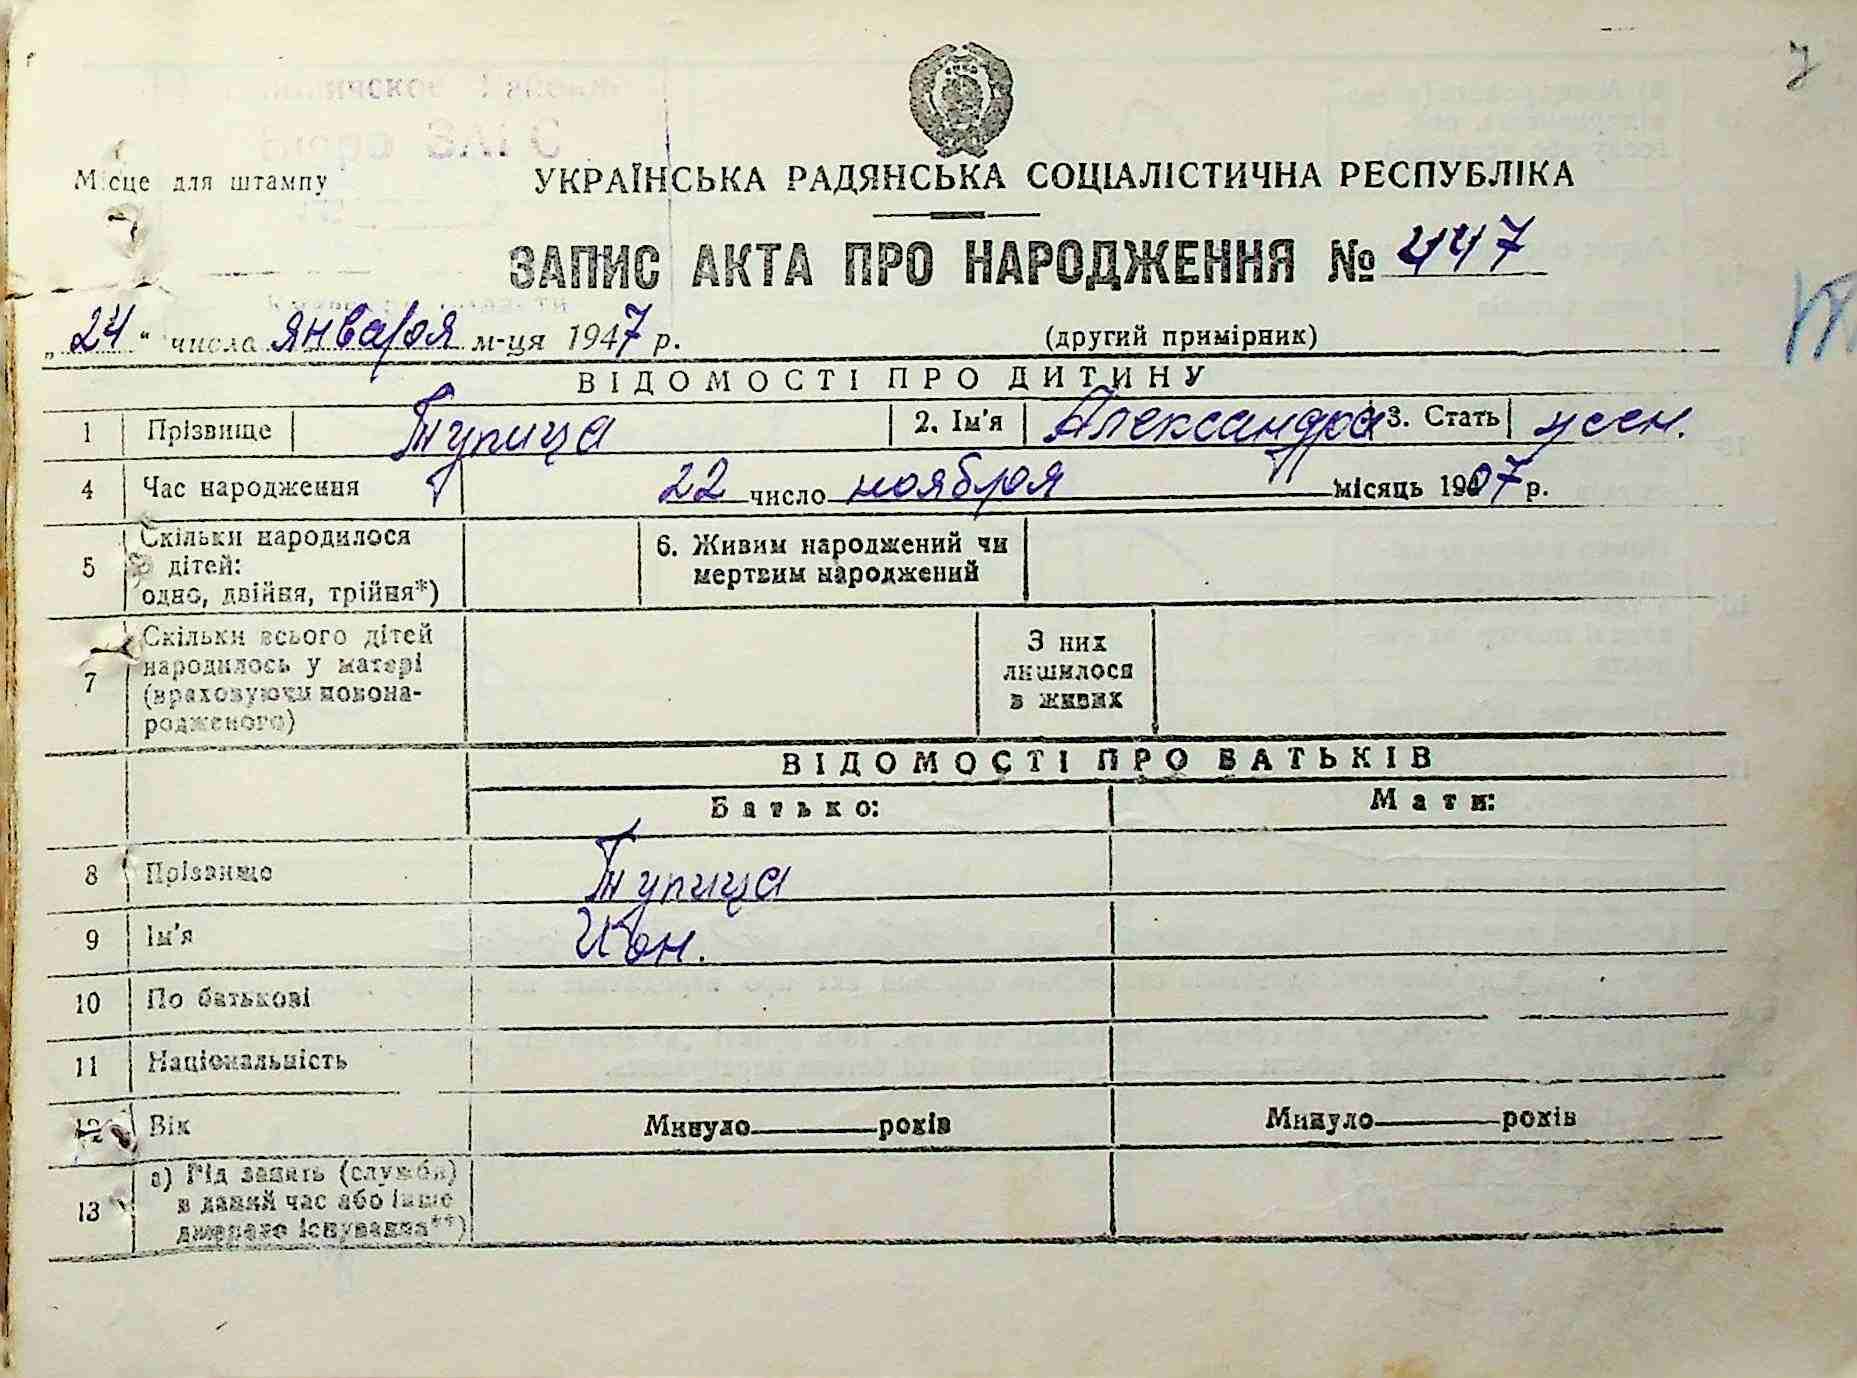 Місце для штампу
УКРАЇНСЬКА РАДЯНСЬКА СОЦІАЛІСТИЧНА РЕСПУБЛІКА
ЗАПИС АКТА ПРО НАРОДЖЕННЯ № 447
„24" числа января м-ця 1947 р.
(другий примірник)
ВІДОМОСТІ ПРО ДИТИНУ
1 Прізвище Тупица 2. Ім'я Александра 3. Стать жен.
4 Час народження 22 число ноября місяць 1907 р.
5 Скільки народилося дітей: одно, двійня, трійня*)
6. Живим народжений чи мертвим народжений
7 Скільки всього дітей народилось у матері (враховуючи новонародженого)
З них лишилося в живих
ВІДОМОСТІ ПРО БАТЬКІВ
Батько: Мати:
8 Прізвище Тупица
9 Ім'я Ион.
10 По батькові
11 Національність
12 Вік Минуло років Минуло років
13 а) Рід занять (служби) в даний час або інше джерело існування**)